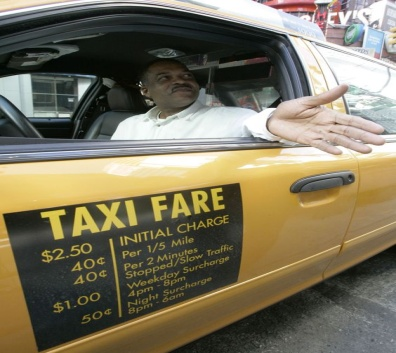 TAXI FARE
$2.50 INITIAL CHARGE
40¢ Per 1/5 Mile
40¢ Per 2 Minutes
Stopped/Slow Traffic
$1.00 Weekday Surcharge
4pm - 8pm
50¢ Night Surcharge
8pm - 6am